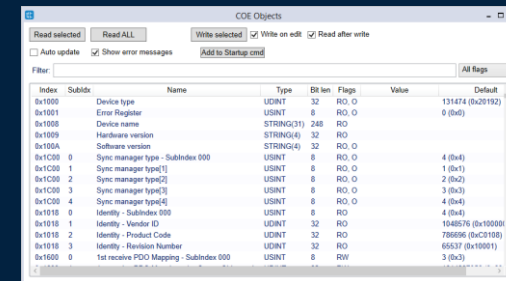 COE Objects
Read selected Read ALL Write selected Write on edit Read after write
Auto update Show error messages Add to Startup cmd
Filter: All flags
Index SubIdx Name Type Bit len Flags Value Default
0x1000 Device type UDINT 32 RO, O 131474 (0x20192)
0x1001 Error Register USINT 8 RO, O 0 (0x0)
0x1008 Device name STRING(31) 248 RO
0x1009 Hardware version STRING(4) 32 RO
0x100A Software version STRING(4) 32 RO, O
0x1C00 0 Sync manager type - SubIndex 000 USINT 8 RO, O 4 (0x4)
0x1C00 1 Sync manager type[1] USINT 8 RO, O 1 (0x1)
0x1C00 2 Sync manager type[2] USINT 8 RO, O 2 (0x2)
0x1C00 3 Sync manager type[3] USINT 8 RO, O 3 (0x3)
0x1C00 4 Sync manager type[4] USINT 8 RO, O 4 (0x4)
0x1018 0 Identity - SubIndex 000 USINT 8 RO 4 (0x4)
0x1018 1 Identity - Vendor ID UDINT 32 RO 1048576 (0x100000
0x1018 2 Identity - Product Code UDINT 32 RO 786696 (0xC0108)
0x1018 3 Identity - Revision Number UDINT 32 RO 65537 (0x10001)
0x1600 0 1st receive PDO Mapping - SubIndex 000 USINT 8 RW 3 (0x3)